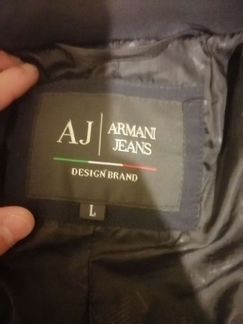 AJ | ARMANI
JEANS
DESIGN BRAND
L